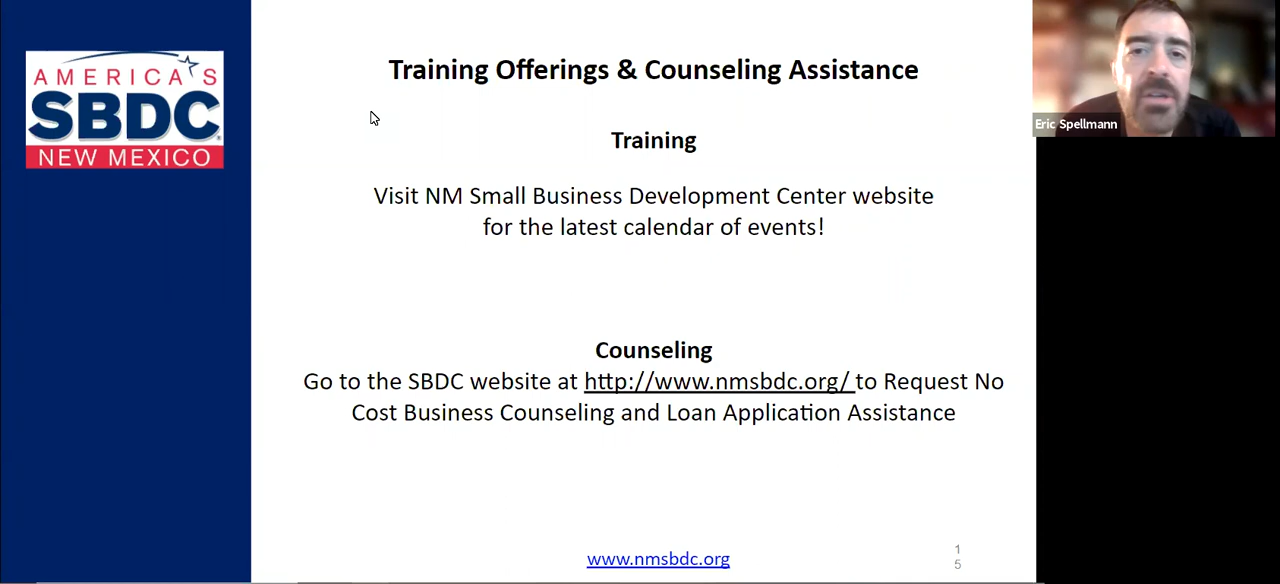 AMERICA'S
SBDC
NEW MEXICO
Training Offerings & Counseling Assistance
Eric Spellmann
Training
Visit NM Small Business Development Center website
for the latest calendar of events!
Counseling
Go to the SBDC website at http://www.nmsbdc.org/ to Request No
Cost Business Counseling and Loan Application Assistance
www.nmsbdc.org
1
5